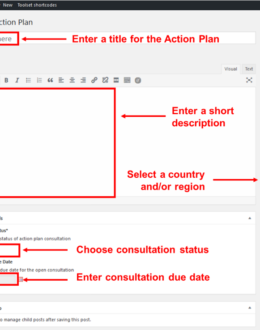 New Toolset shortcodes
ction Plan
here
Enter a title for the Action Plan
Visual Text
B I
Enter a short
description
Select a country
and/or region
Choose consultation status
tatus of action plan consultation
e Date
due date for the open consultation
Enter consultation due date
o manage child posts after saving this post.